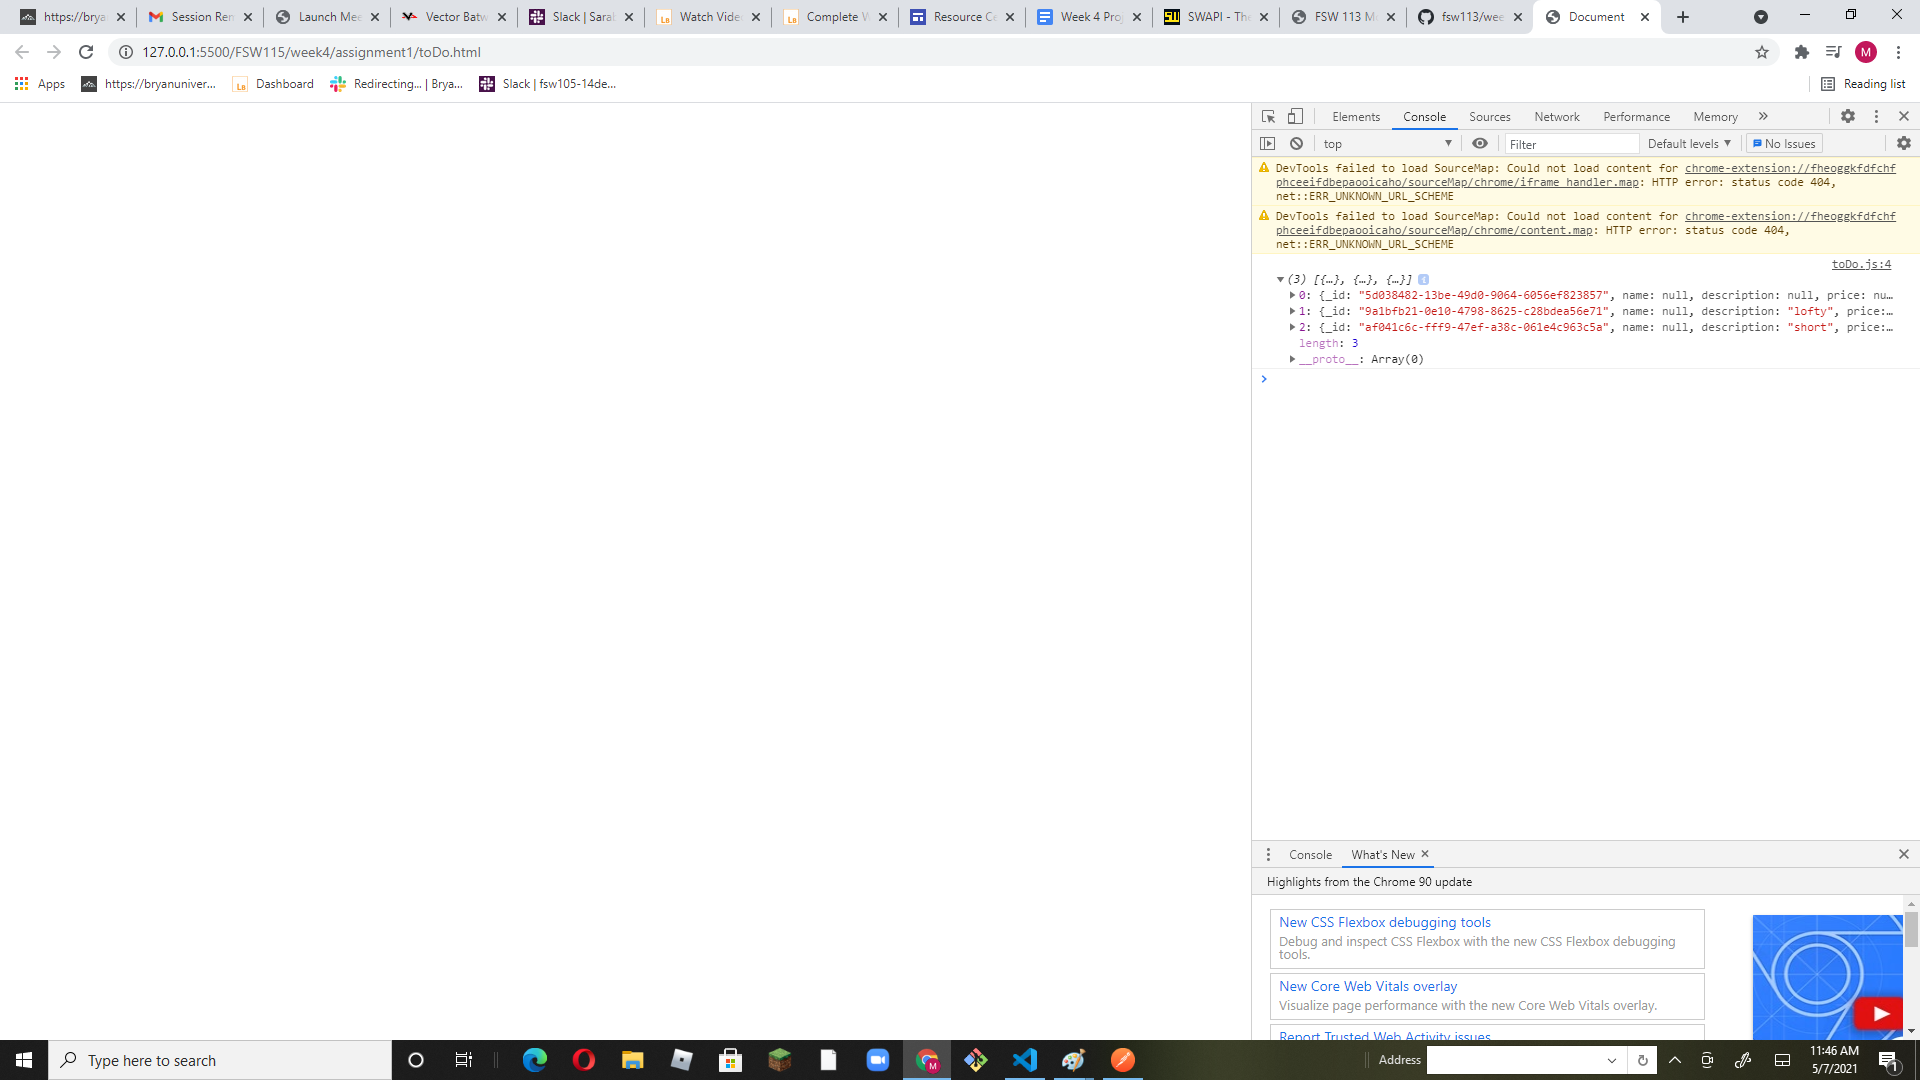 https://brya
Session Ren
Launch Mee
Vector Batw
Slack | Sarah
Watch Video
Complete W
Resource Ce
Week 4 Proj
SWAPI - The
FSW 113 M
fsw113/wee
Document
127.0.0.1:5500/FSW115/week4/assignment1/toDo.html
M
Apps
https://bryanuniver...
Dashboard
Redirecting... | Brya...
Slack | fsw105-14de...
Reading list
Elements Console Sources Network Performance Memory
top
Filter
Default levels
No Issues
DevTools failed to load SourceMap: Could not load content for chrome-extension://fheoggkfdfchf
phceeifdbepaooicaho/sourceMap/chrome/iframe_handler.map: HTTP error: status code 404,
net::ERR_UNKNOWN_URL_SCHEME
DevTools failed to load SourceMap: Could not load content for chrome-extension://fheoggkfdfchf
phceeifdbepaooicaho/sourceMap/chrome/content.map: HTTP error: status code 404,
net::ERR_UNKNOWN_URL_SCHEME
toDo.js:4
(3) [{…}, {…}, {…}]
0: {_id: "5d038482-13be-49d0-9064-6056ef823857", name: null, description: null, price: nu…
1: {_id: "9a1bfb21-0e10-4798-8625-c28bdea56e71", name: null, description: "lofty", price:…
2: {_id: "af041c6c-fff9-47ef-a38c-061e4c963c5a", name: null, description: "short", price:…
length: 3
__proto__: Array(0)
Console What's New
Highlights from the Chrome 90 update
New CSS Flexbox debugging tools
Debug and inspect CSS Flexbox with the new CSS Flexbox debugging
tools.
New Core Web Vitals overlay
Visualize page performance with the new Core Web Vitals overlay.
Report Trusted Web Activity issues
Type here to search
Address
11:46 AM
5/7/2021
1